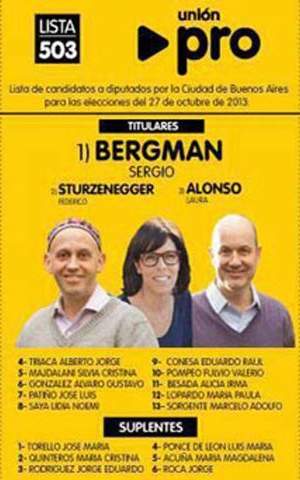 LISTA
503
unión
pro
Lista de candidatos a diputados por la Ciudad de Buenos Aires
para las elecciones del 27 de octubre de 2013.
TITULARES
1) BERGMAN
SERGIO
2) STURZENEGGER
FEDERICO
3) ALONSO
LAURA
4- TRIACA ALBERTO JORGE
5- MAJDALANI SILVIA CRISTINA
6- GONZALEZ ALVARO GUSTAVO
7- PATIÑO JOSE LUIS
8- SAYA LIDIA NOEMI
9- CONESA EDUARDO RAUL
10- POMPEO FULVIO VALERIO
11- BESADA ALICIA IRMA
12- LOPARDO MARIA PAULA
13- SORGENTE MARCELO ADOLFO
SUPLENTES
1- TORELLO JOSE MARIA
2- QUINTEROS MARIA CRISTINA
3- RODRIGUEZ JORGE EDUARDO
4- PONCE DE LEON LUIS MARIA
5- ACUÑA MARIA MAGDALENA
6- ROCA JORGE